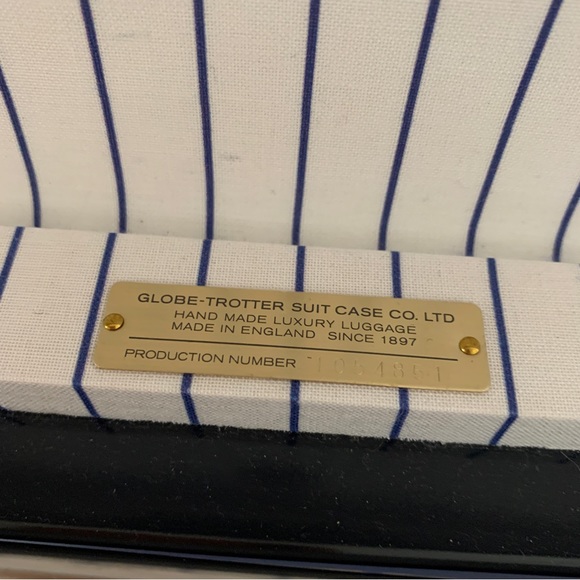 GLOBE-TROTTER SUIT CASE CO. LTD
HAND MADE LUXURY LUGGAGE
MADE IN ENGLAND SINCE 1897
PRODUCTION NUMBER